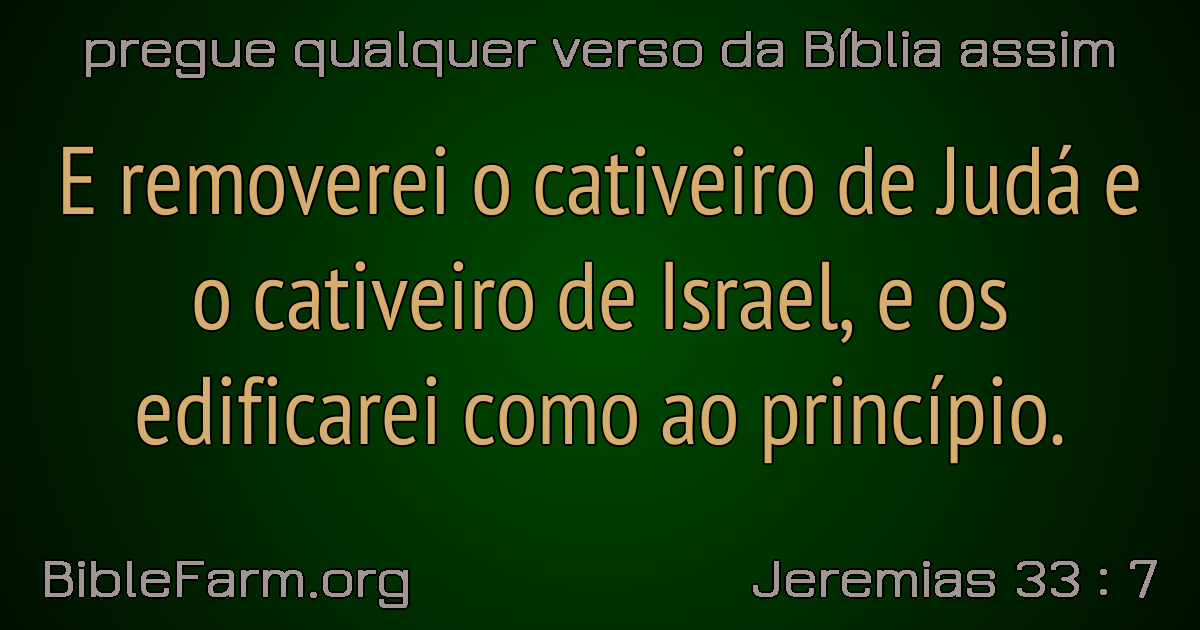 pregue qualquer verso da Bíblia assim
E removerei o cativeiro de Judá e
o cativeiro de Israel, e os
edificarei como ao princípio.
BibleFarm.org
Jeremias 33 : 7